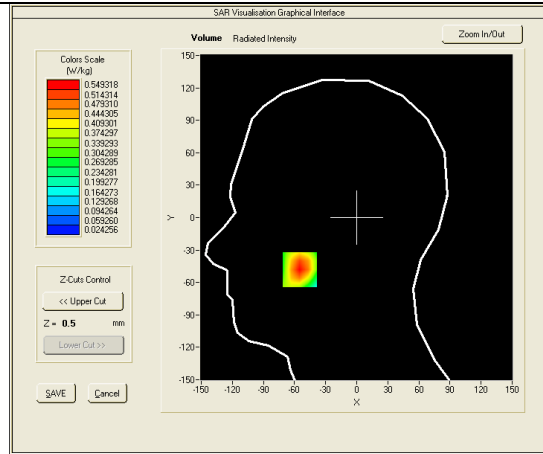 SAR Visualisation Graphical Interface
Volume Radiated Intensity
Zoom In/Out
Colors Scale
(W/kg)
0.549318
0.514314
0.479310
0.444305
0.409301
0.374297
0.339293
0.304289
0.269285
0.234281
0.199277
0.164273
0.129268
0.094264
0.059260
0.024256
Z-Cuts Control
<< Upper Cut
Z = 0.5 mm
Lower Cut >>
SAVE Cancel
150-
120-
90-
60-
30-
Y 0-
-30-
-60-
-90-
-120-
-150-
-150 -120 -90 -60 -30 0 30 60 90 120 150
X